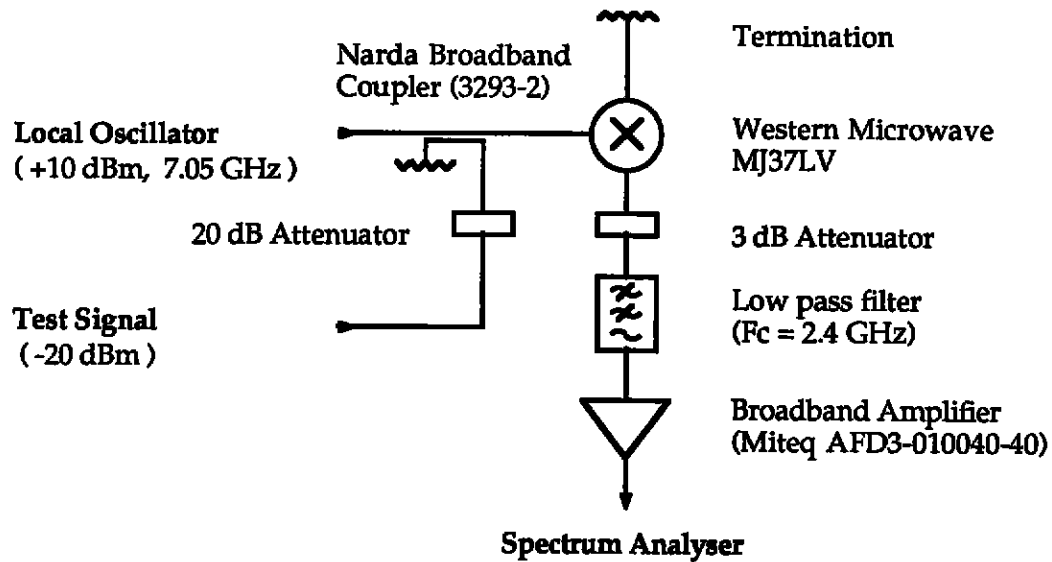 Termination
Narda Broadband
Coupler (3293-2)
Local Oscillator
( +10 dBm, 7.05 GHz )
Western Microwave
MJ37LV
20 dB Attenuator
3 dB Attenuator
Test Signal
( -20 dBm )
Low pass filter
(Fc = 2.4 GHz)
Broadband Amplifier
(Miteq AFD3-010040-40)
Spectrum Analyser